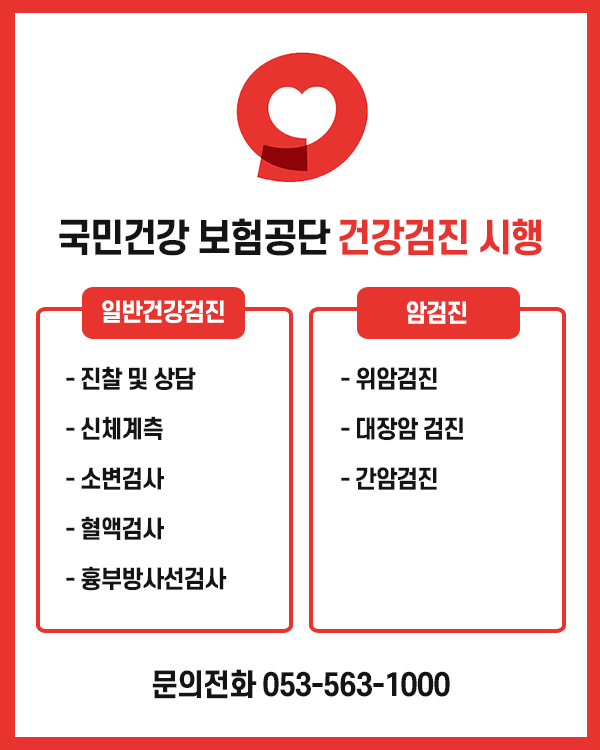 국민건강 보험공단 건강검진 시행
일반건강검진
- 진찰 및 상담
- 신체계측
- 소변검사
- 혈액검사
- 흉부방사선검사
암검진
- 위암검진
- 대장암 검진
- 간암검진
문의전화 053-563-1000